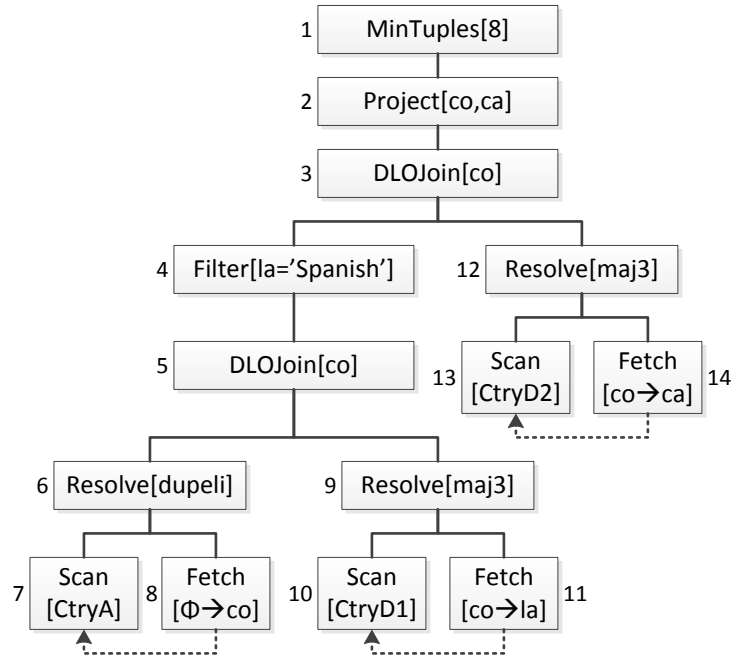 1 MinTuples[8]
2 Project[co,ca]
3 DLOJoin[co]
4 Filter[la=’Spanish’]
12 Resolve[maj3]
5 DLOJoin[co]
13 Scan [CtryD2]
Fetch [co→ca] 14
6 Resolve[dupeli]
9 Resolve[maj3]
7 Scan [CtryA]
8 Fetch [Φ→co]
10 Scan [CtryD1]
Fetch [co→la] 11